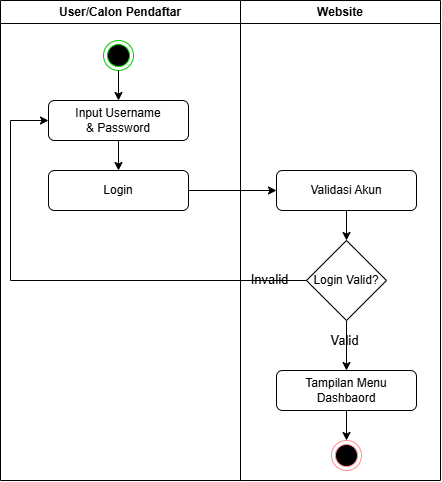 User/Calon Pendaftar
Website
Input Username
& Password
Login
Validasi Akun
Invalid
Login Valid?
Valid
Tampilan Menu
Dashbaord